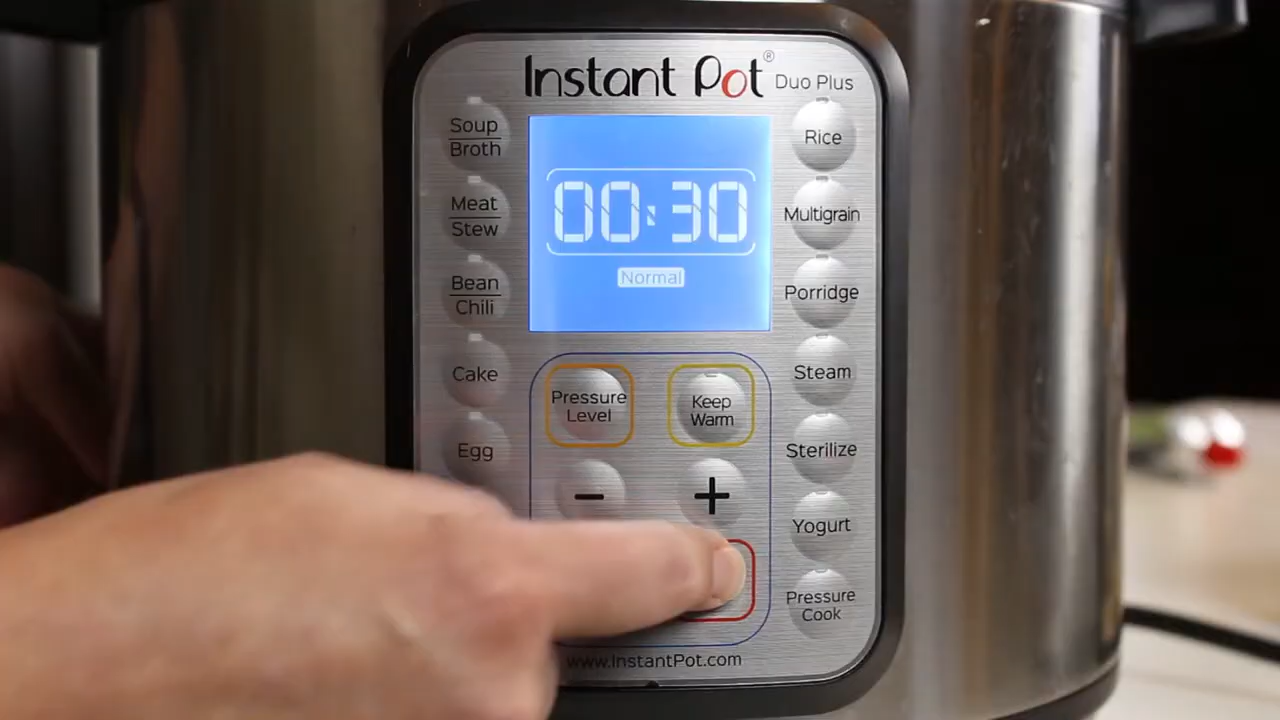 Instant Pot® Duo Plus
Soup
Broth
Meat
Stew
Bean
Chili
Cake
Egg
00:30
Normal
Pressure
Level
Keep
Warm
−
+
Rice
Multigrain
Porridge
Steam
Sterilize
Yogurt
Pressure
Cook
www.InstantPot.com